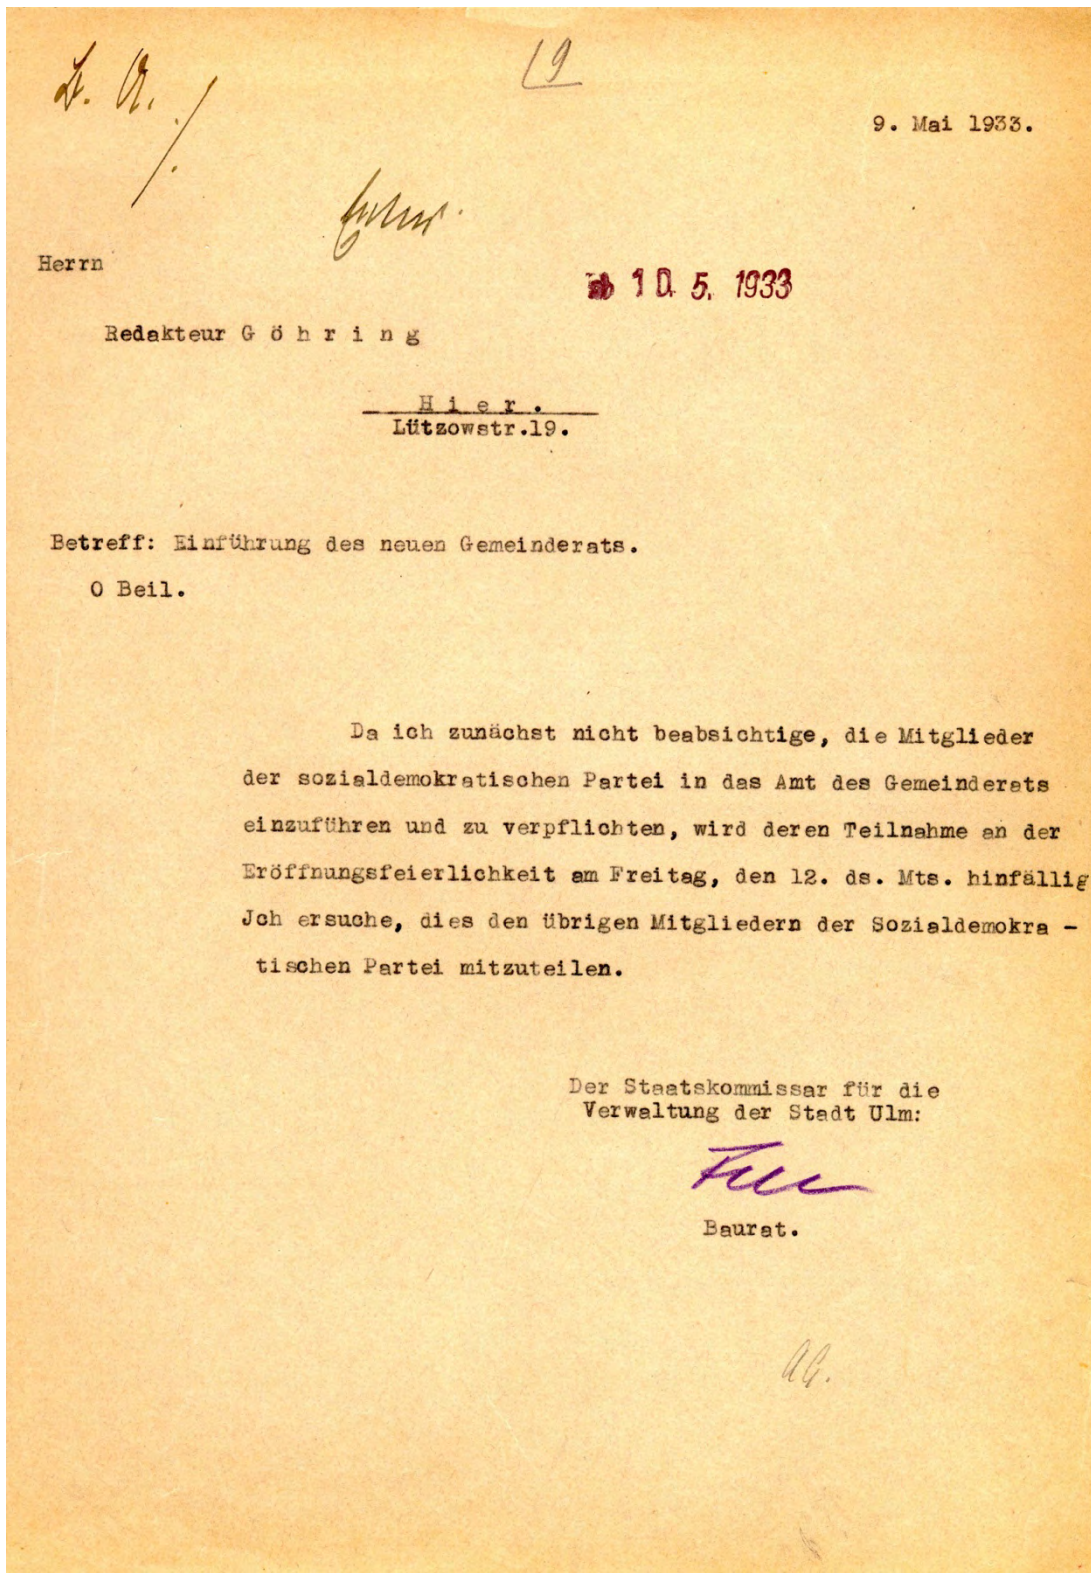 19
9. Mai 1933.
Herrn
ab 10. 5. 1933
Redakteur G ö h r i n g
H i e r .
Lützowstr.19.
Betreff: Einführung des neuen Gemeinderats.
0 Beil.
Da ich zunächst nicht beabsichtige, die Mitglieder
der sozialdemokratischen Partei in das Amt des Gemeinderats
einzuführen und zu verpflichten, wird deren Teilnahme an der
Eröffnungsfeierlichkeit am Freitag, den 12. ds. Mts. hinfällig
Jch ersuche, dies den übrigen Mitgliedern der Sozialdemokra -
tischen Partei mitzuteilen.
Der Staatskommissar für die
Verwaltung der Stadt Ulm:
Baurat.